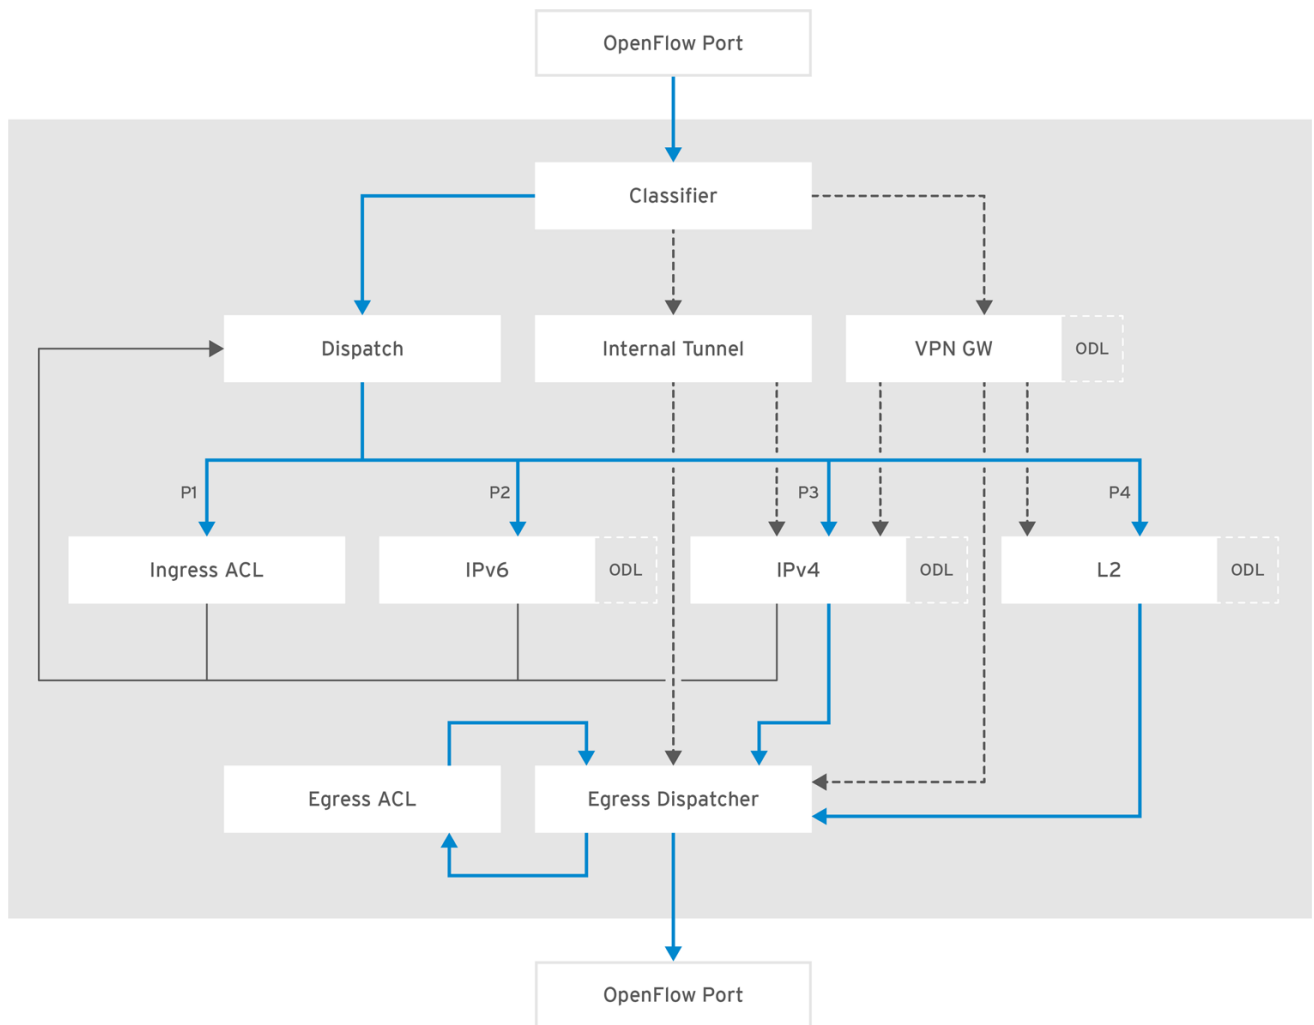 OpenFlow Port
Classifier
Dispatch
Internal Tunnel
VPN GW
ODL
P1
P2
P3
P4
Ingress ACL
IPv6
ODL
IPv4
ODL
L2
ODL
Egress ACL
Egress Dispatcher
OpenFlow Port